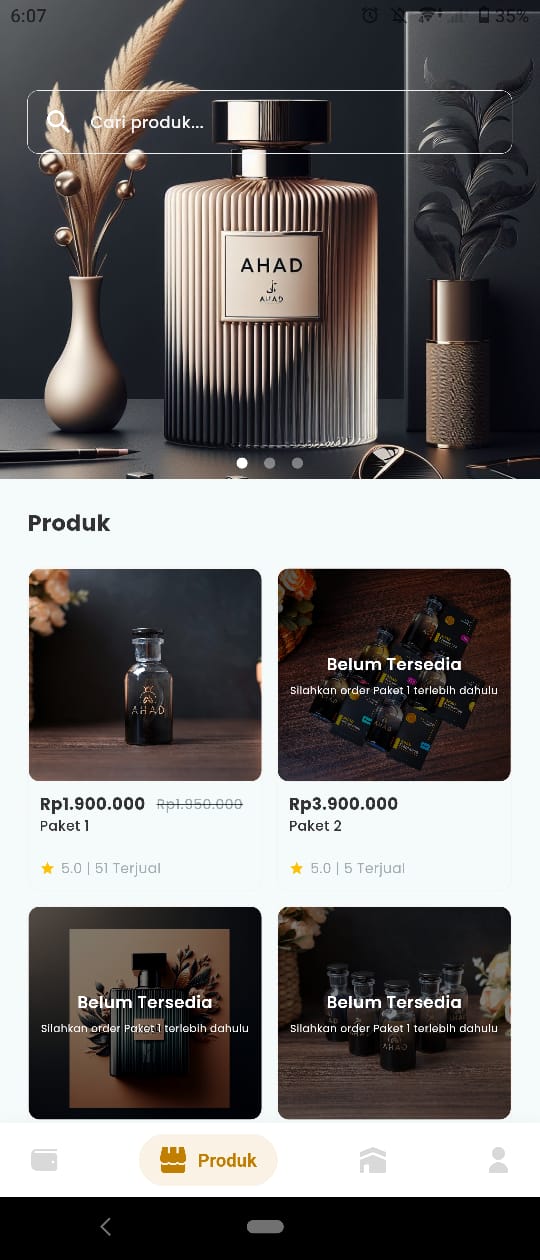 6:07
35%
Cari produk...
AHAD
AHAD
Produk
AHAD
Belum Tersedia
Silahkan order Paket 1 terlebih dahulu
Rp1.900.000 Rp1.950.000
Paket 1
5.0 | 51 Terjual
Rp3.900.000
Paket 2
5.0 | 5 Terjual
Belum Tersedia
Silahkan order Paket 1 terlebih dahulu
Belum Tersedia
Silahkan order Paket 1 terlebih dahulu
AHAD
Produk